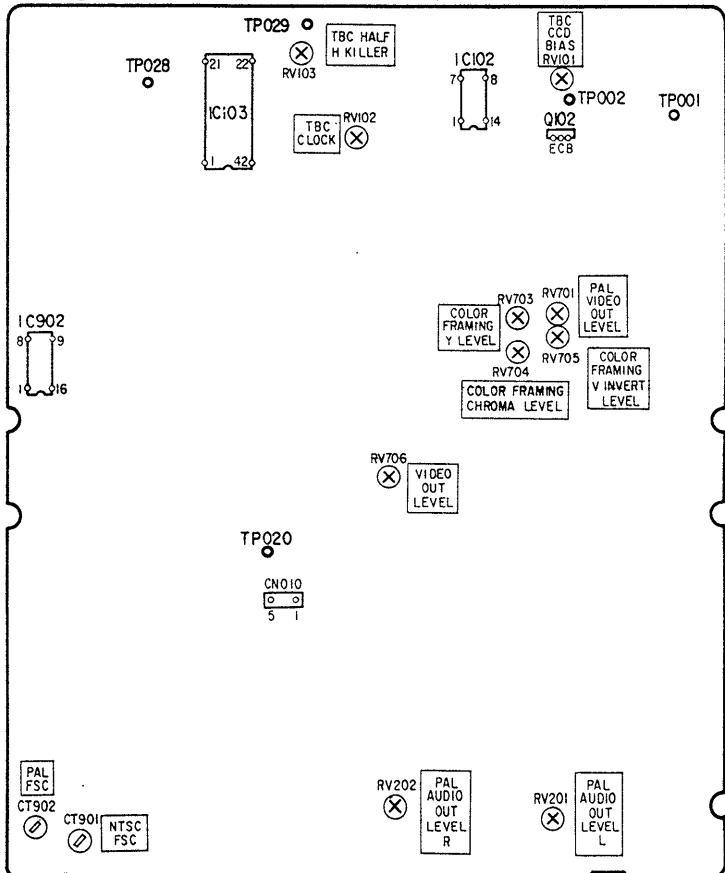 TP029
TBC HALF
H KILLER
RV103
TP028
21 22
ICi03
1 42
TBC
CLOCK
RV102
IC102
7 8
1 14
TBC
CCD
BIAS
RV101
TP002
TP001
Q102
ECB
IC902
8 9
1 16
RV703
RV701
PAL
VIDEO
OUT
LEVEL
COLOR
FRAMING
Y LEVEL
RV704
RV705
COLOR
FRAMING
V INVERT
LEVEL
COLOR FRAMING
CHROMA LEVEL
RV706
VIDEO
OUT
LEVEL
TP020
CN010
5 1
PAL
FSC
CT902
CT901
NTSC
FSC
RV202
PAL
AUDIO
OUT
LEVEL
R
RV201
PAL
AUDIO
OUT
LEVEL
L